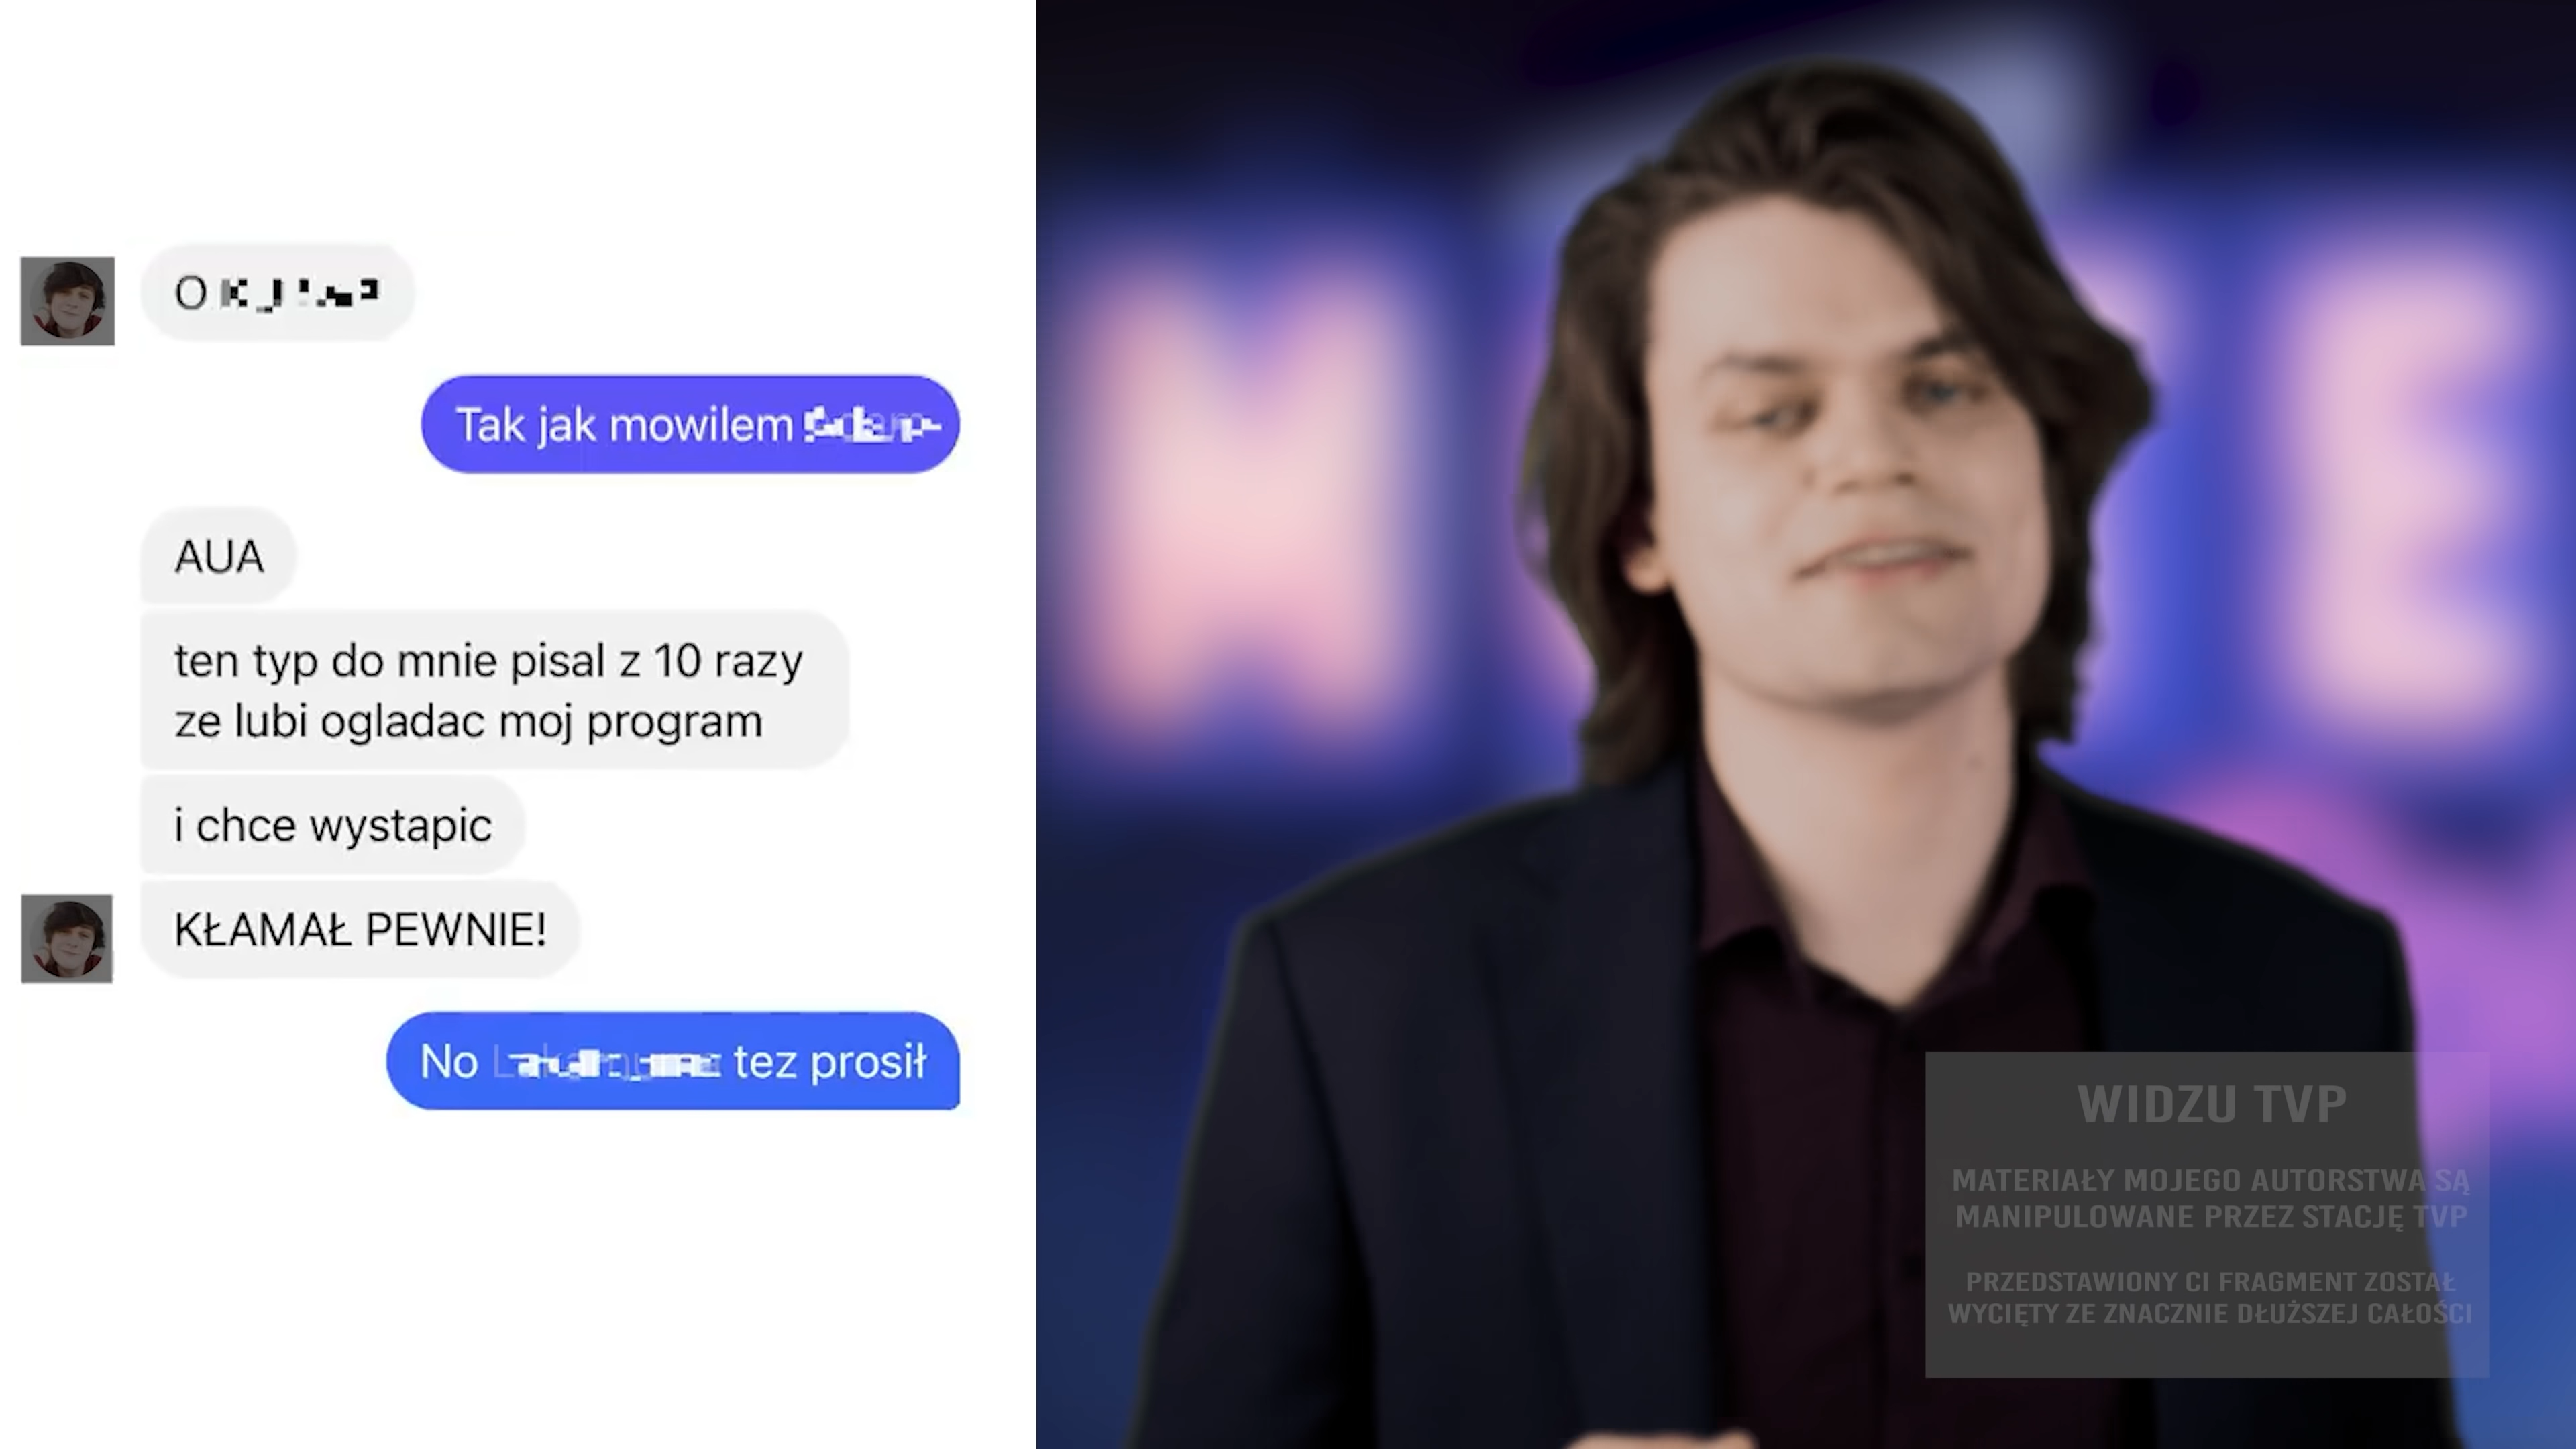 O
Tak jak mowilem
AUA
ten typ do mnie pisal z 10 razy
ze lubi ogladac moj program
i chce wystapic
KŁAMAŁ PEWNIE!
No tez prosił
M E
WIDZU TVP
MATERIAŁY MOJEGO AUTORSTWA SĄ
MANIPULOWANE PRZEZ STACJĘ TVP
PRZEDSTAWIONY CI FRAGMENT ZOSTAŁ
WYCIĘTY ZE ZNACZNIE DŁUŻSZEJ CAŁOŚCI